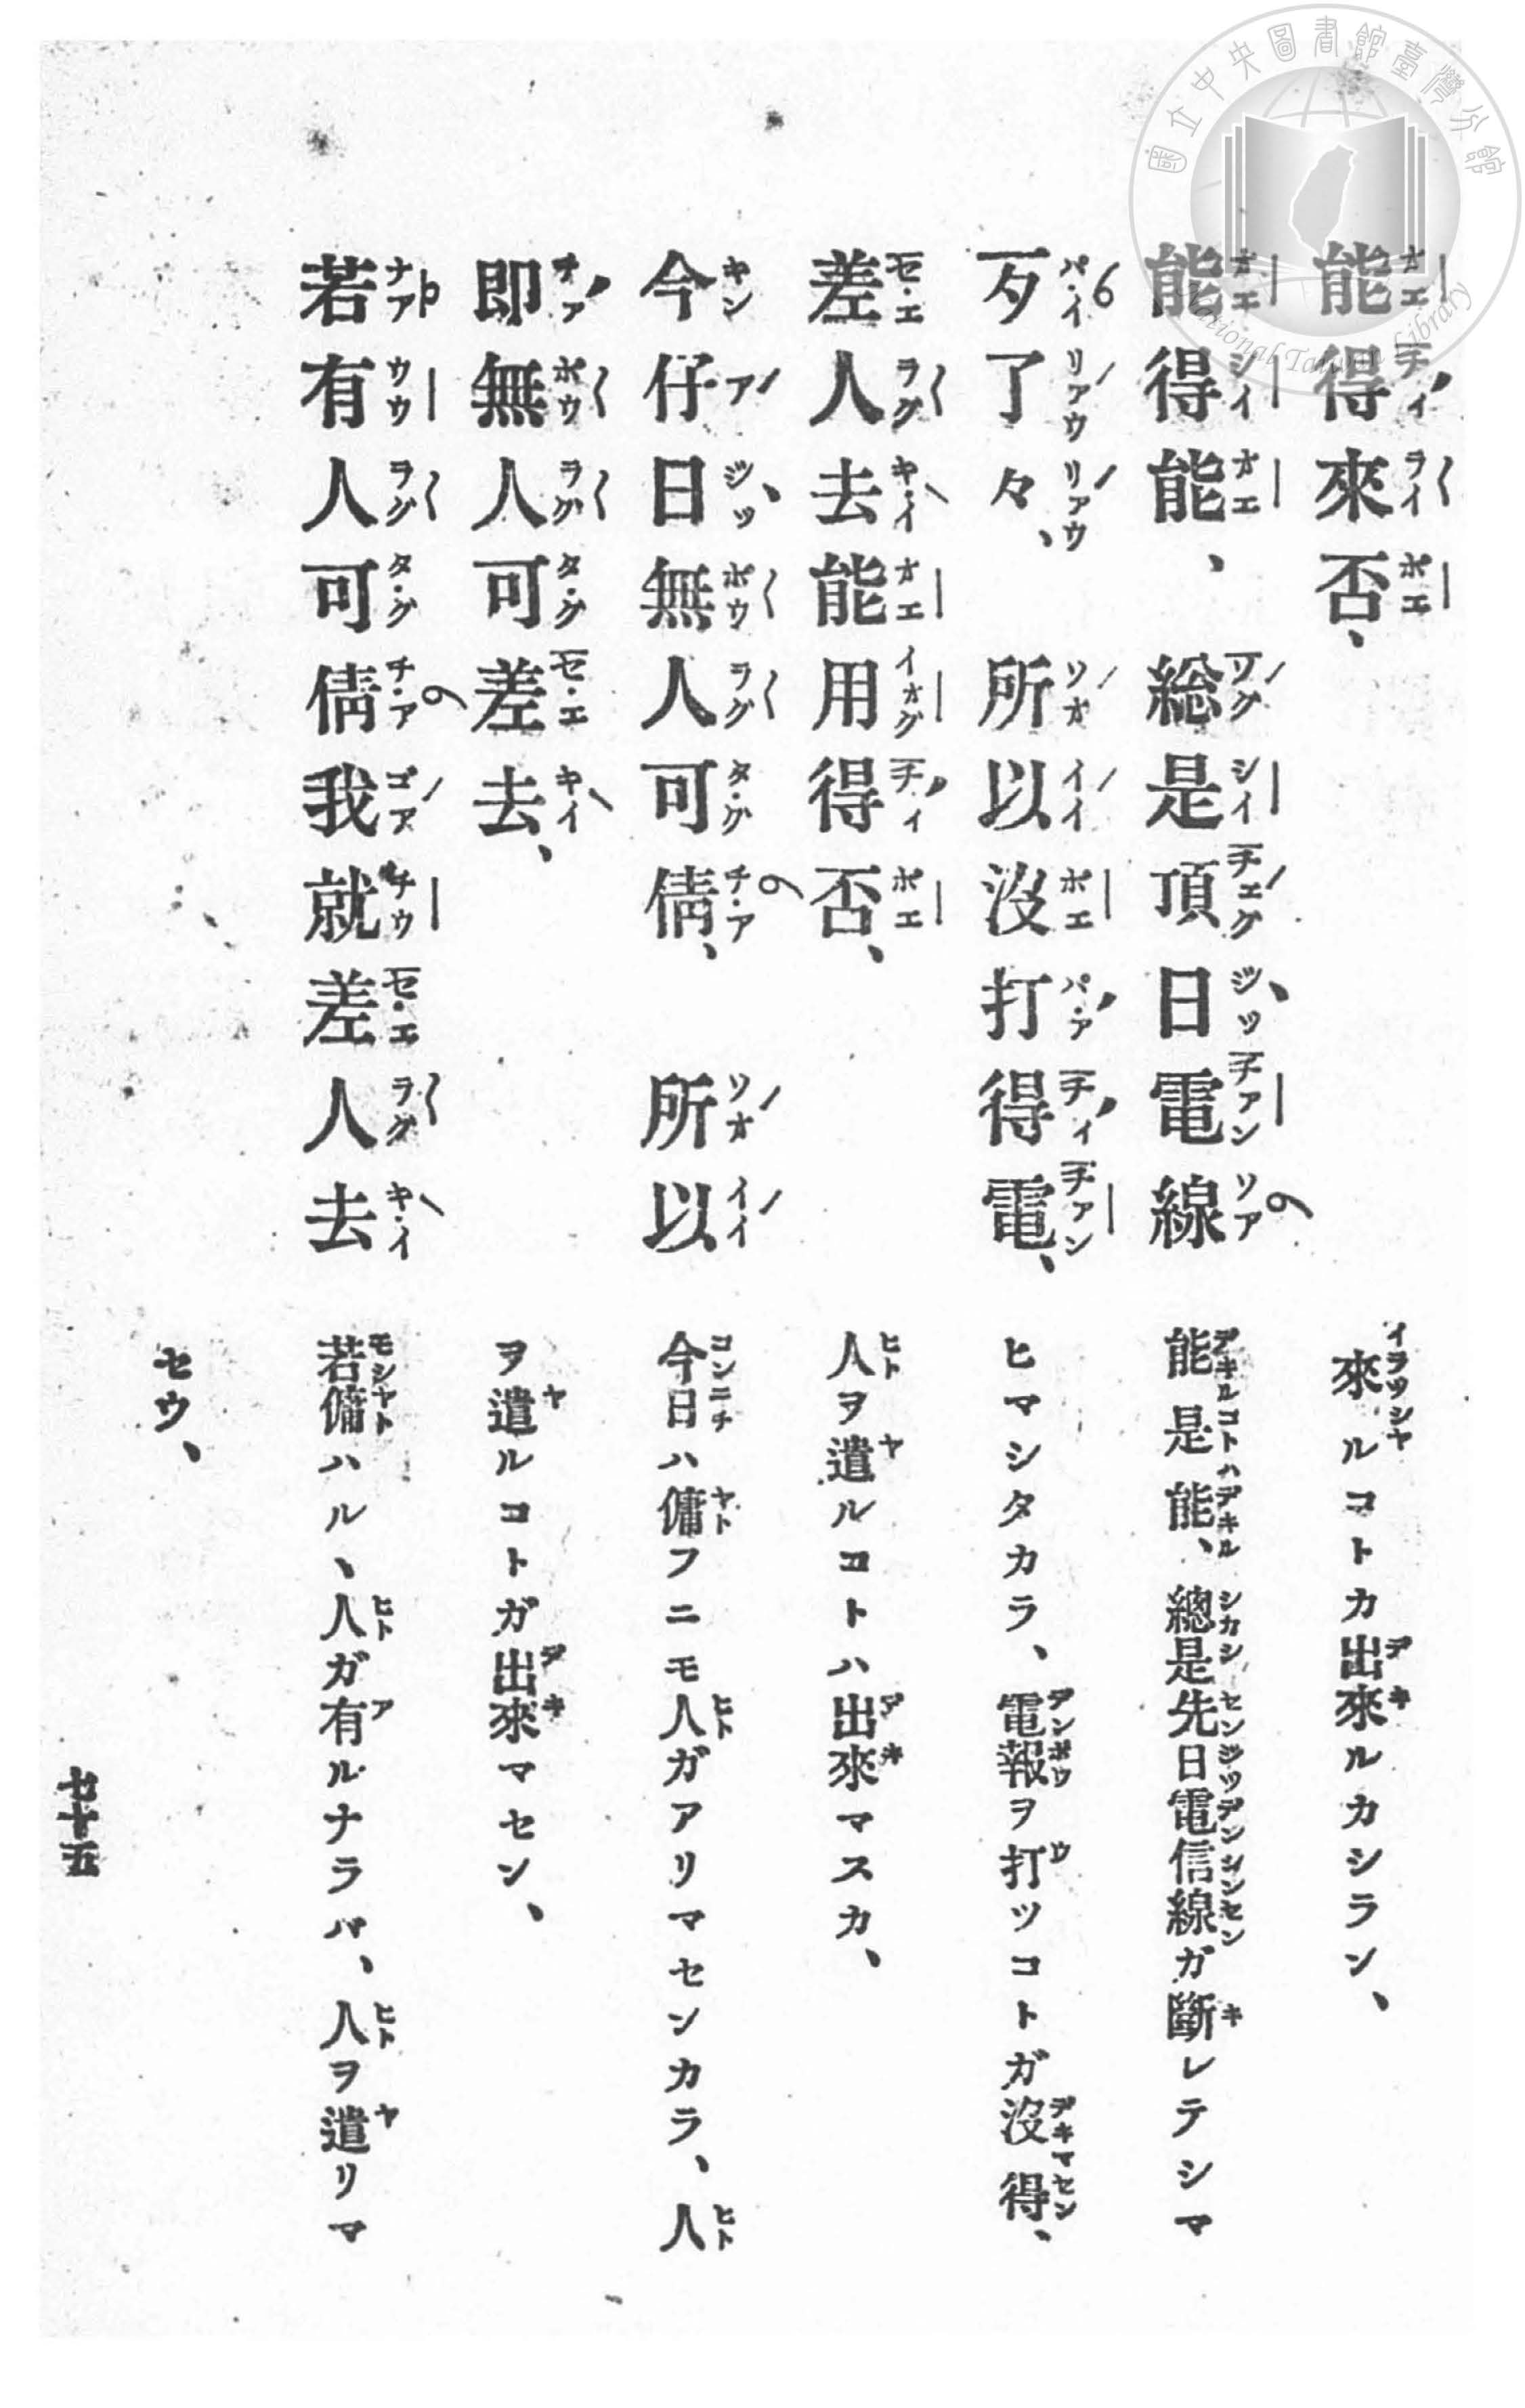 能得來否、
能得能、総是頂日電線
歹了々、所以沒打得電、
差人去能用得否、
今仔日無人可倩、所以
即無人可差去、
若有人可倩我就差人去
來ルコトカ出來ルカシラン、
能是能、總是先日電信線ガ斷レテシマ
ヒマシタカラ、電報ヲ打ツコトガ沒得、
人ヲ遣ルコトハ出來マスカ、
今日ハ傭フニモ人ガアリマセンカラ、人
ヲ遣ルコトガ出來マセン、
若傭ハル、人ガ有ルナラバ、人ヲ遣リマ
セウ、
七十五
國立中央圖書館臺灣分館
National Taiwan Library